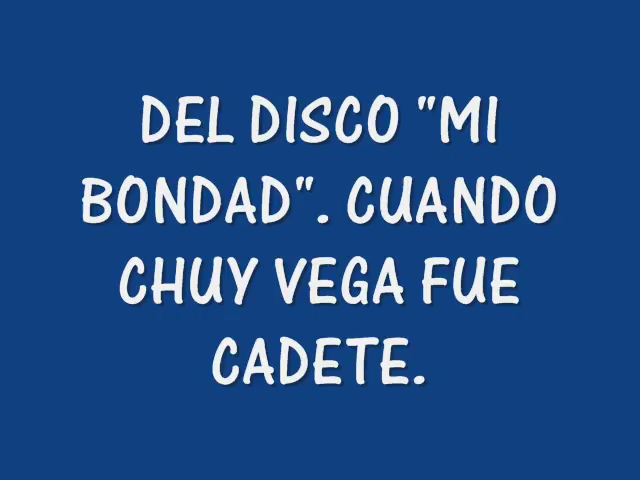 DEL DISCO "MI
BONDAD". CUANDO
CHUY VEGA FUE
CADETE.